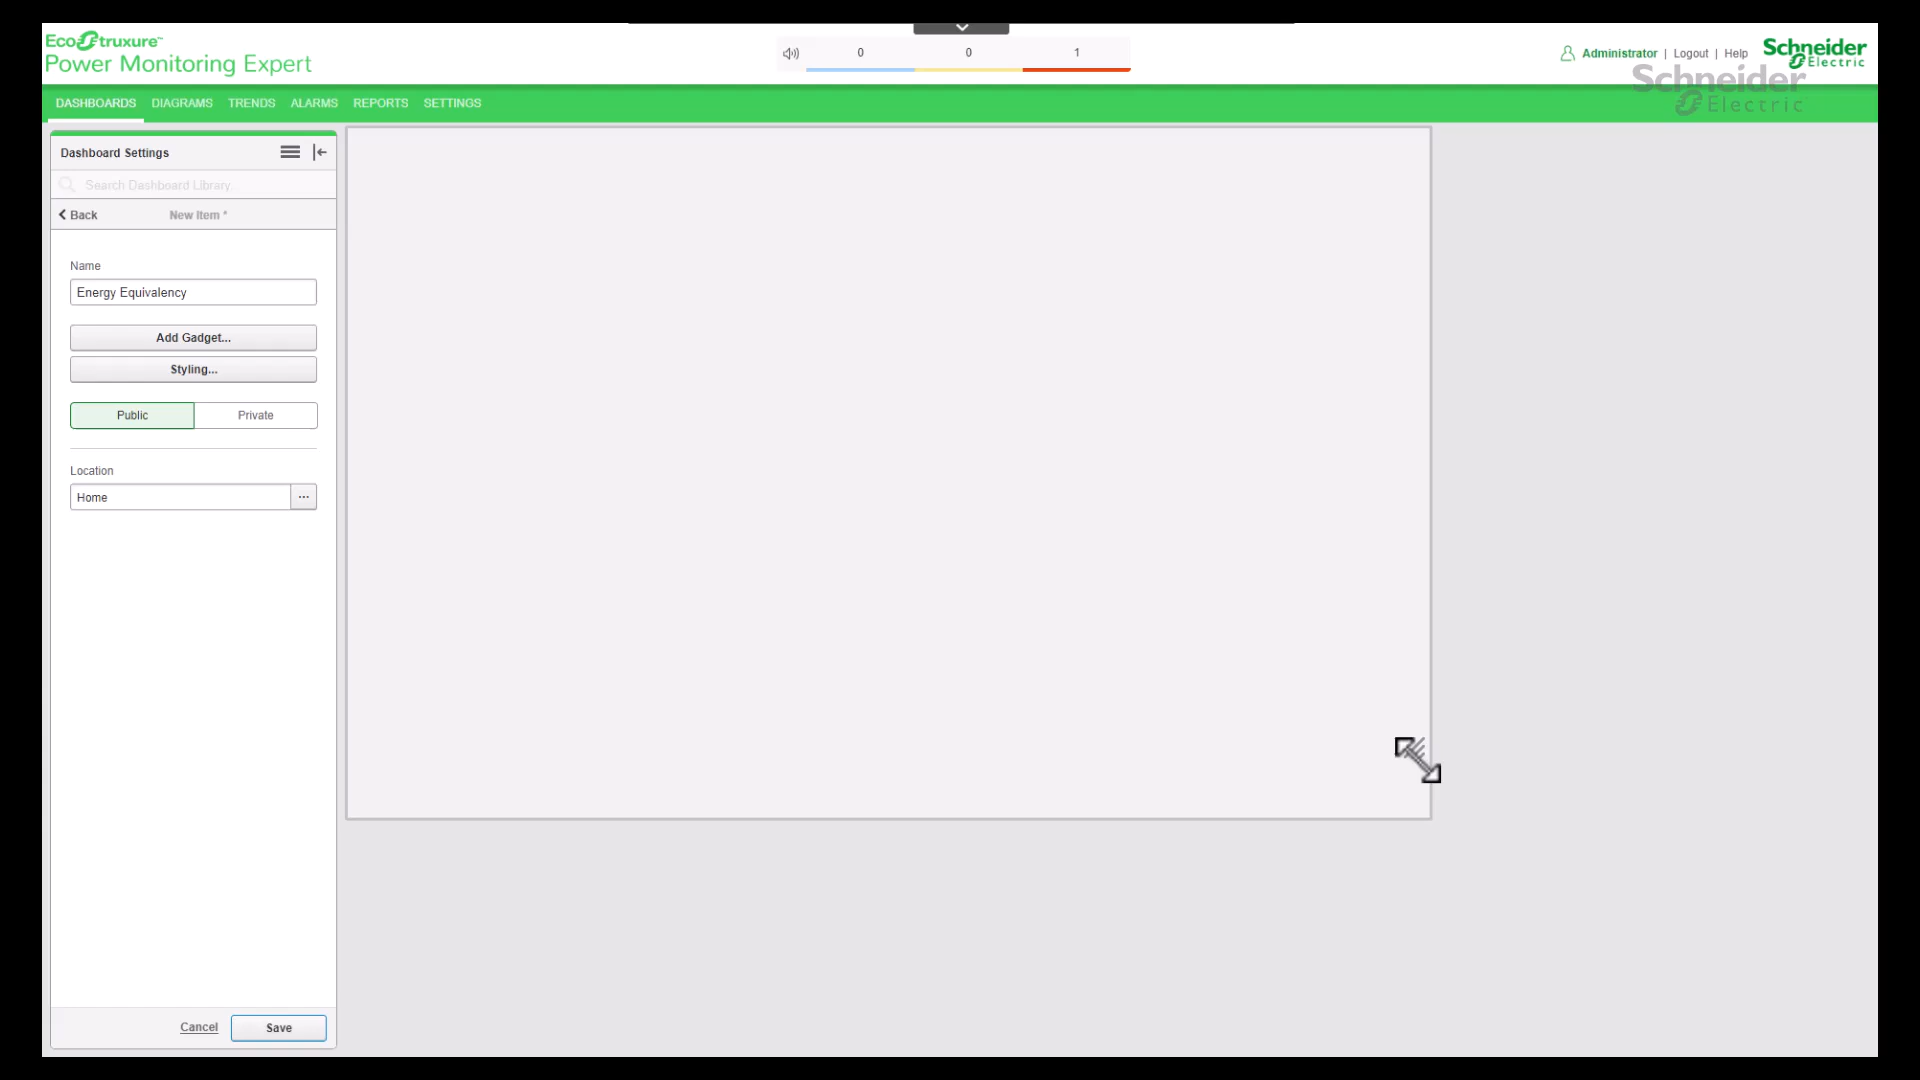 EcoStruxure™
Power Monitoring Expert
0 0 1
Administrator | Logout | Help
Schneider
Electric
Schneider
Electric
DASHBOARDS DIAGRAMS TRENDS ALARMS REPORTS SETTINGS
Dashboard Settings
Search Dashboard Library...
Back New Item *
Name
Energy Equivalency
Add Gadget...
Styling...
Public Private
Location
Home ...
Cancel Save